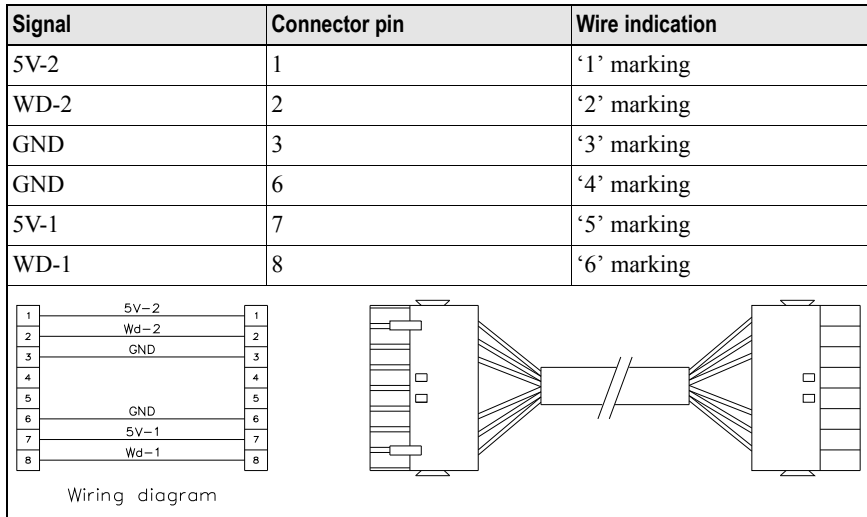 Signal Connector pin Wire indication
5V-2 1 ‘1’ marking
WD-2 2 ‘2’ marking
GND 3 ‘3’ marking
GND 6 ‘4’ marking
5V-1 7 ‘5’ marking
WD-1 8 ‘6’ marking
1 5V-2 1
2 Wd-2 2
3 GND 3
4 4
5 5
6 GND 6
7 5V-1 7
8 Wd-1 8
Wiring diagram